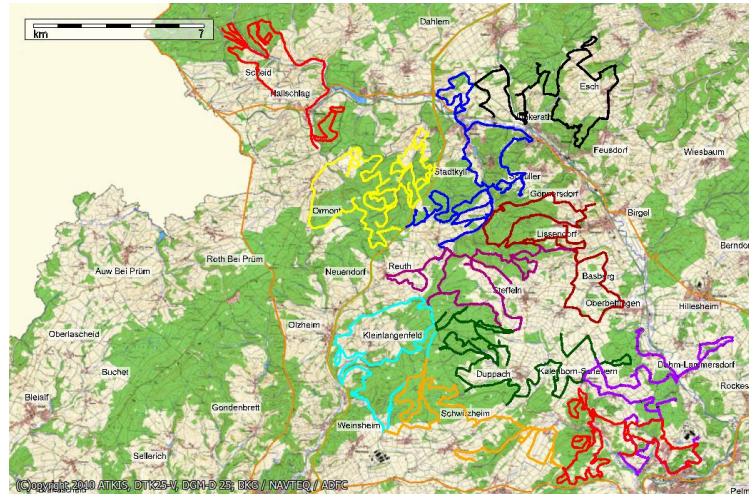 Dahlem
km 7
Scheid
Esch
Hallschlag
Jünkerath
Feusdorf
Wiesbaum
Stadtkyll
Schüller
Gönnersdorf
Ormont
Birgel
Lissendorf
Berndorf
Roth Bei Prüm
Reuth
Auw Bei Prüm
Neuendorf
Basberg
Steffeln
Oberbettingen
Hillesheim
Olzheim
Oberlascheid
Kleinlangenfeld
Dohm-Lammersdorf
Buchet
Duppach
Kalenborn-Scheuern
Rockes
Bleialf
Gondenbrett
Schwirzheim
Weinsheim
Sellerich
(C)opyright 2010 ATKIS, DTK25-V, DGM-D 25; BKG / NAVTEQ / ADFC
Pelm